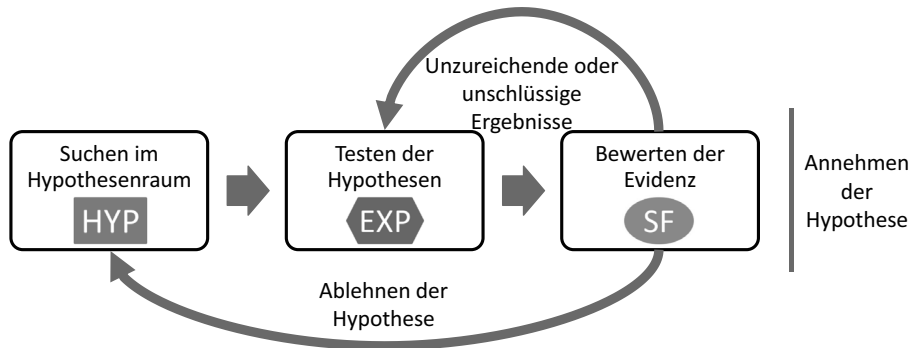 Unzureichende oder
unschlüssige
Ergebnisse
Suchen im
Hypothesenraum
HYP
Testen der
Hypothesen
EXP
Bewerten der
Evidenz
SF
Annehmen
der
Hypothese
Ablehnen der
Hypothese